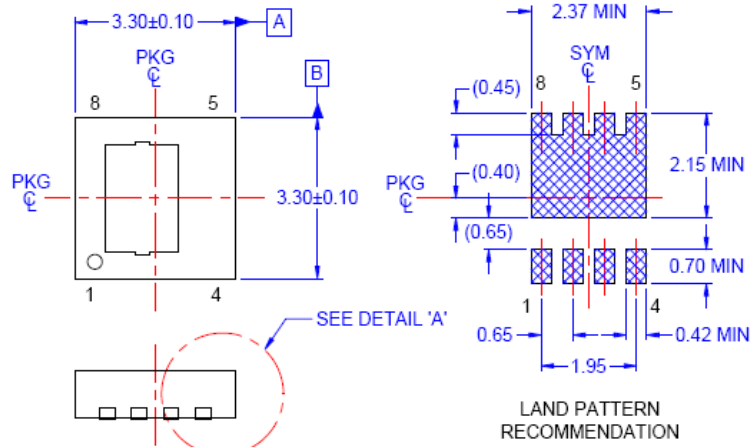 3.30±0.10
A
PKG
℄
B
8
5
PKG
℄
3.30±0.10
1
4
SEE DETAIL 'A'
2.37 MIN
SYM
℄
8
5
(0.45)
(0.40)
PKG
℄
(0.65)
2.15 MIN
0.70 MIN
1
4
0.65
0.42 MIN
1.95
LAND PATTERN
RECOMMENDATION